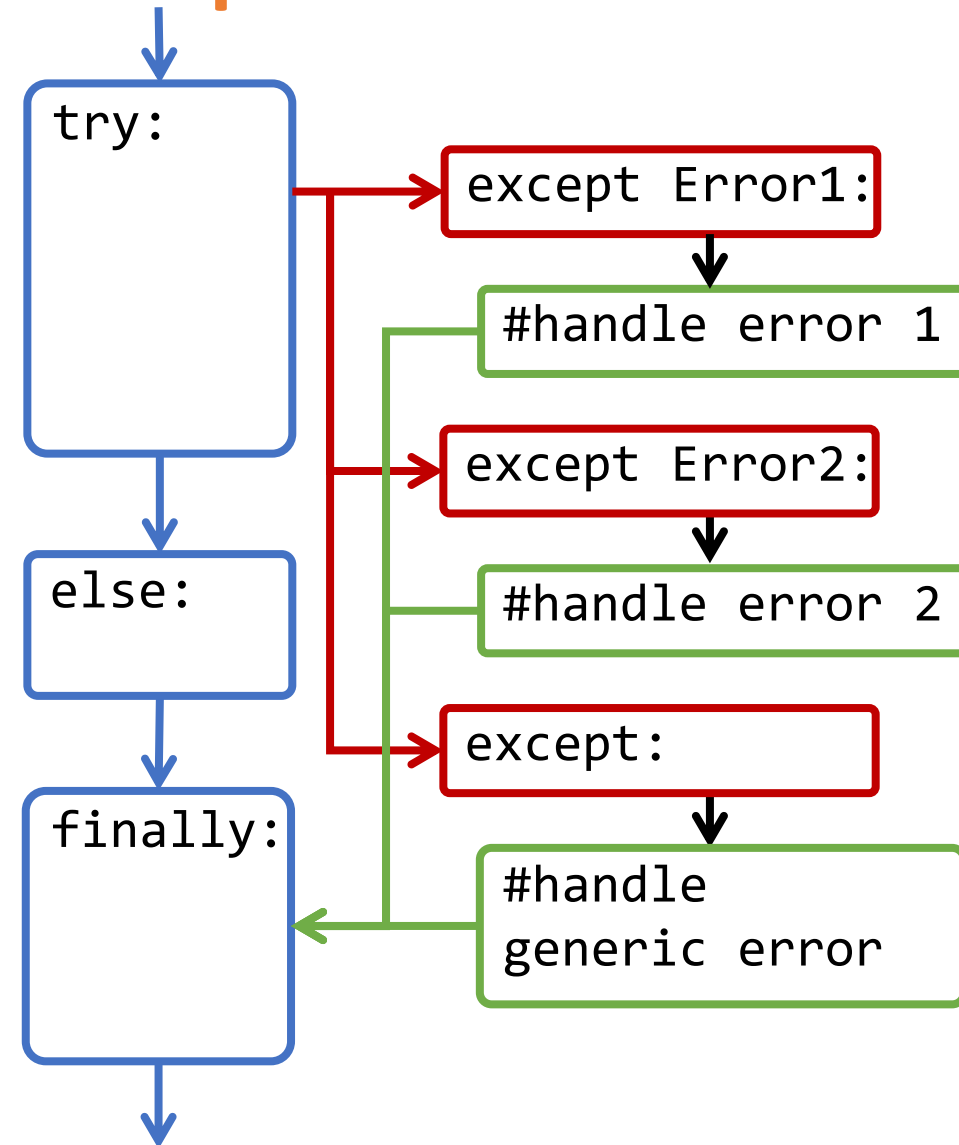 try:
except Error1:
#handle error 1
except Error2:
#handle error 2
else:
except:
finally:
#handle
generic error